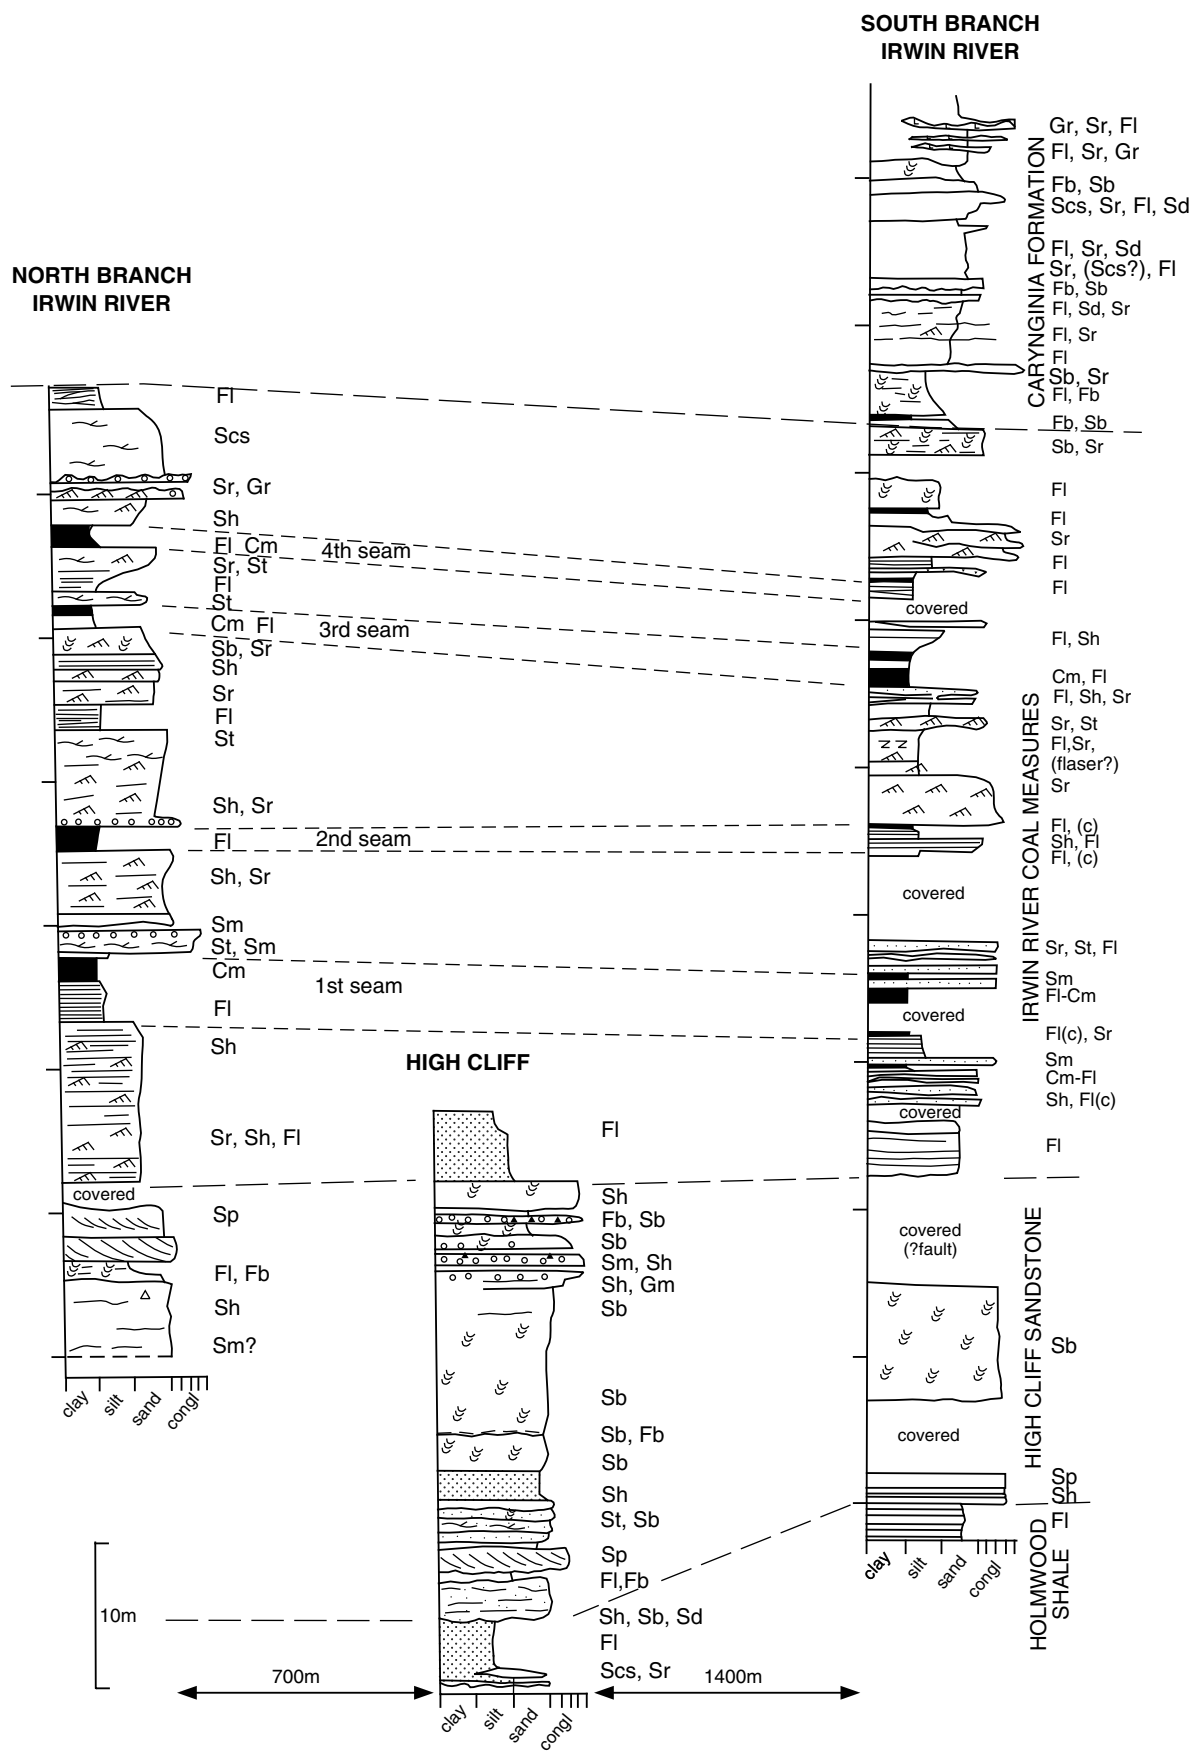 SOUTH BRANCH
IRWIN RIVER
Gr, Sr, Fl
Fl, Sr, Gr
Fb, Sb
Scs, Sr, Fl, Sd
Fl, Sr, Sd
Sr, (Scs?), Fl
Fb, Sb
Fl, Sd, Sr
Fl, Sr
Fl
Sb, Sr
Fl, Fb
Fb, Sb
Sb, Sr
Fl
Fl
Sr
Fl
Fl
covered
Fl, Sh
Cm, Fl
Fl, Sh, Sr
Sr, St
Fl,Sr,
(flaser?)
Sr
Fl, (c)
Sh, Fl
Fl, (c)
covered
Sr, St, Fl
Sm
Fl-Cm
covered
Fl(c), Sr
Sm
Cm-Fl
Sh, Fl(c)
covered
Fl
covered
(?fault)
Sb
covered
Sp
Sh
Fl
clay
silt
sand
congl
CARYNGINIA FORMATION
IRWIN RIVER COAL MEASURES
HIGH CLIFF SANDSTONE
HOLMWOOD
SHALE
NORTH BRANCH
IRWIN RIVER
Fl
Scs
Sr, Gr
Sh
Fl Cm
Sr, St
Fl
St
Cm Fl
Sb, Sr
Sh
Sr
Fl
St
Sh, Sr
Fl
Sh, Sr
Sm
St, Sm
Cm
Fl
Sh
Sr, Sh, Fl
covered
Sp
Fl, Fb
Sh
Sm?
clay
silt
sand
congl
4th seam
3rd seam
2nd seam
1st seam
HIGH CLIFF
Fl
Sh
Fb, Sb
Sb
Sm, Sh
Sh, Gm
Sb
Sb
Sb, Fb
Sb
Sh
St, Sb
Sp
Fl,Fb
Sh, Sb, Sd
Fl
Scs, Sr
clay
silt
sand
congl
10m
700m
1400m